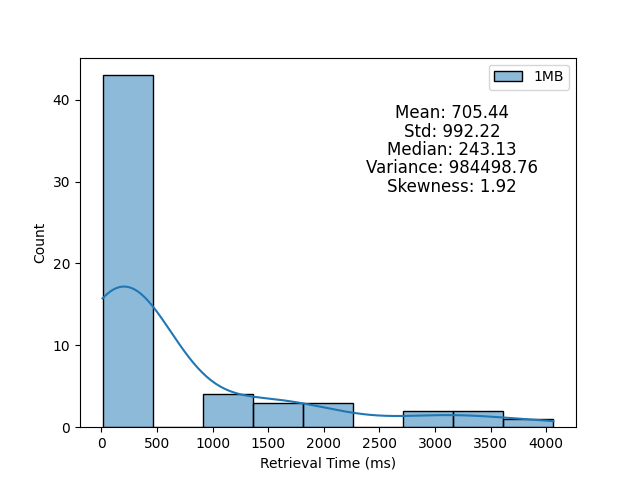 1MB
Mean: 705.44
Std: 992.22
Median: 243.13
Variance: 984498.76
Skewness: 1.92
Count
40
30
20
10
0
0 500 1000 1500 2000 2500 3000 3500 4000
Retrieval Time (ms)